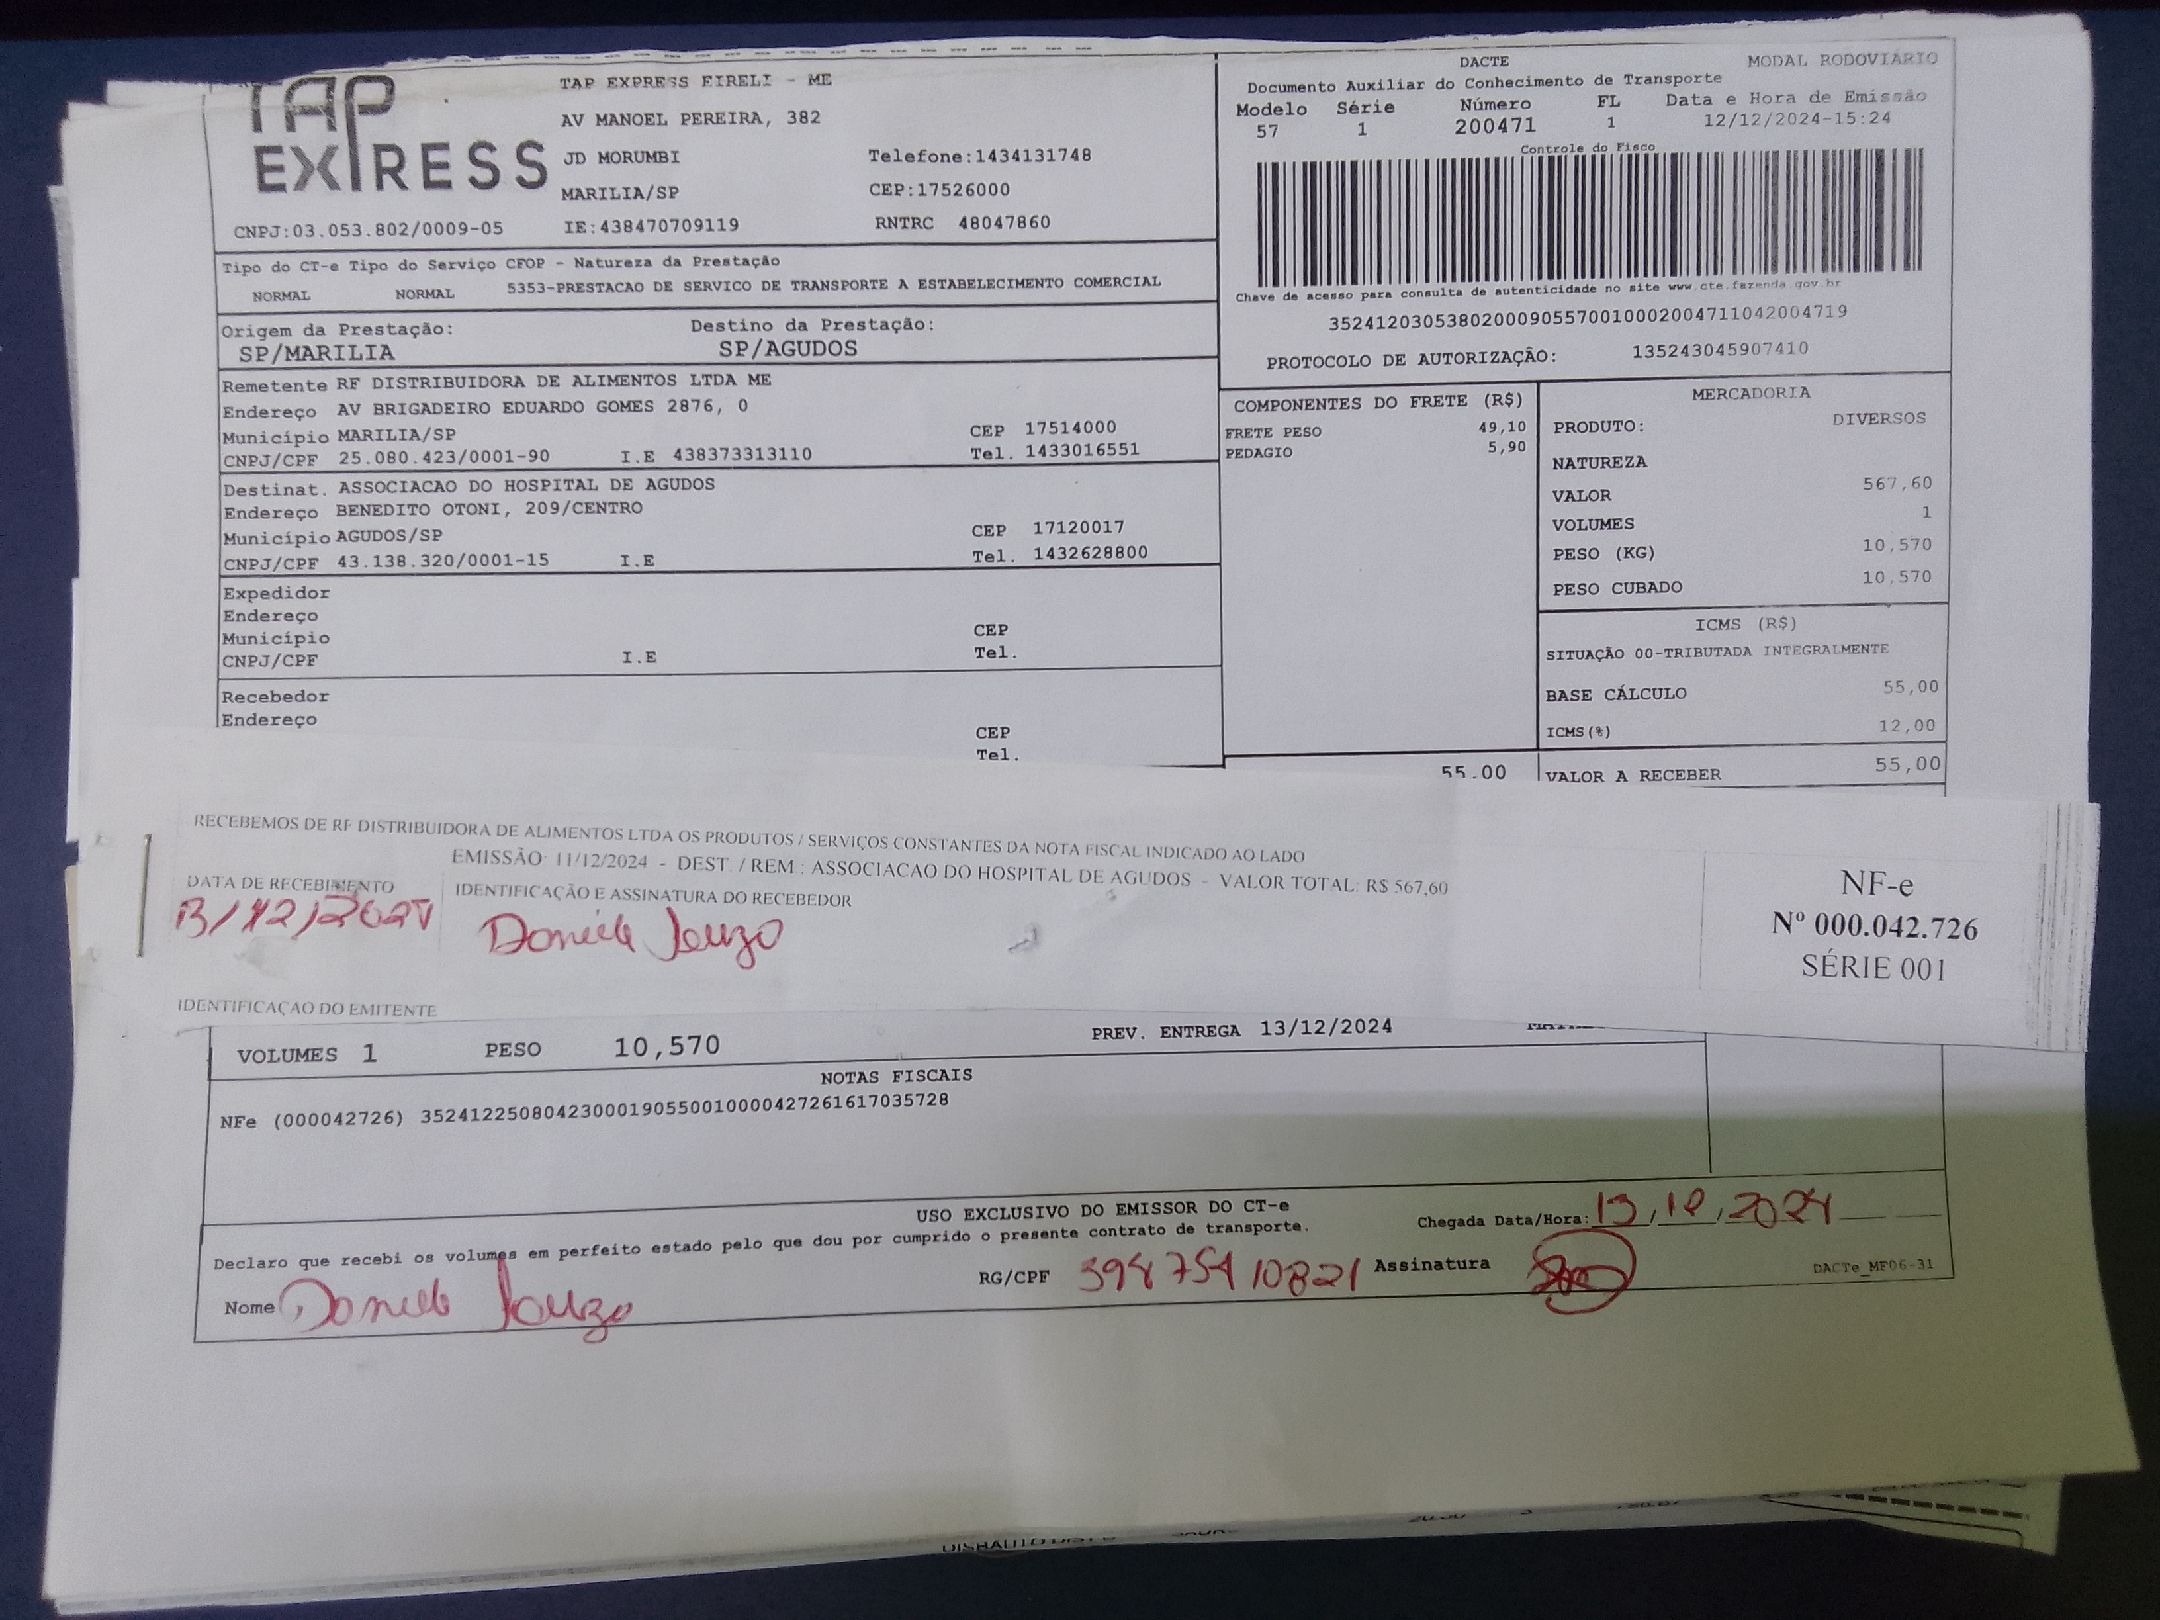 TAP EXPRESS
TAP EXPRESS EIRELI - ME
AV MANOEL PEREIRA, 382
JD MORUMBI Telefone:1434131748
MARILIA/SP CEP:17526000
CNPJ:03.053.802/0009-05 IE:438470709119 RNTRC 48047860
DACTE MODAL RODOVIÁRIO
Documento Auxiliar do Conhecimento de Transporte
Modelo Série Número FL Data e Hora de Emissão
57 1 200471 1 12/12/2024-15:24
Controle do Fisco
Chave de acesso para consulta de autenticidade no site www.cte.fazenda.gov.br
35241203053802000905570010002004711042004719
PROTOCOLO DE AUTORIZAÇÃO: 135243045907410
Tipo do CT-e Tipo do Serviço CFOP - Natureza da Prestação
NORMAL NORMAL 5353-PRESTACAO DE SERVICO DE TRANSPORTE A ESTABELECIMENTO COMERCIAL
Origem da Prestação: Destino da Prestação:
SP/MARILIA SP/AGUDOS
Remetente RF DISTRIBUIDORA DE ALIMENTOS LTDA ME
Endereço AV BRIGADEIRO EDUARDO GOMES 2876, 0
Município MARILIA/SP CEP 17514000
CNPJ/CPF 25.080.423/0001-90 I.E 438373313110 Tel. 1433016551
Destinat. ASSOCIACAO DO HOSPITAL DE AGUDOS
Endereço BENEDITO OTONI, 209/CENTRO
Município AGUDOS/SP CEP 17120017
CNPJ/CPF 43.138.320/0001-15 I.E Tel. 1432628800
Expedidor
Endereço
Município CEP
CNPJ/CPF I.E Tel.
Recebedor
Endereço
CEP
Tel.
COMPONENTES DO FRETE (R$)
FRETE PESO 49,10
PEDAGIO 5,90
55.00
MERCADORIA
PRODUTO: DIVERSOS
NATUREZA
VALOR 567,60
VOLUMES 1
PESO (KG) 10,570
PESO CUBADO 10,570
ICMS (R$)
SITUAÇÃO 00-TRIBUTADA INTEGRALMENTE
BASE CÁLCULO 55,00
ICMS(%) 12,00
VALOR A RECEBER 55,00
RECEBEMOS DE RF DISTRIBUIDORA DE ALIMENTOS LTDA OS PRODUTOS / SERVIÇOS CONSTANTES DA NOTA FISCAL INDICADO AO LADO
EMISSÃO: 11/12/2024 - DEST. / REM.: ASSOCIACAO DO HOSPITAL DE AGUDOS - VALOR TOTAL: R$ 567,60
DATA DE RECEBIMENTO IDENTIFICAÇÃO E ASSINATURA DO RECEBEDOR
13/12/2024 Daniele Souza
NF-e
Nº 000.042.726
SÉRIE 001
IDENTIFICAÇAO DO EMITENTE
VOLUMES 1 PESO 10,570 PREV. ENTREGA 13/12/2024
NOTAS FISCAIS
NFe (000042726) 35241225080423000190550010000427261617035728
USO EXCLUSIVO DO EMISSOR DO CT-e
Declaro que recebi os volumes em perfeito estado pelo que dou por cumprido o presente contrato de transporte.
Chegada Data/Hora: 13,12,2024
Nome Daniele Souza RG/CPF 39875410821 Assinatura
DACTe_MF06-31